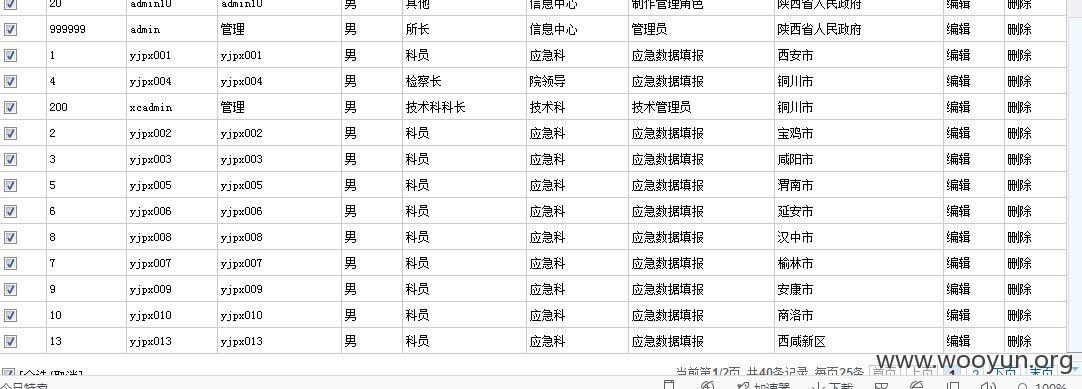 20 admin10 admin10 男 其他 信息中心 制作管理角色 陕西省人民政府 编辑 删除
999999 admin 管理 男 所长 信息中心 管理员 陕西省人民政府 编辑 删除
1 yjpx001 yjpx001 男 科员 应急科 应急数据填报 西安市 编辑 删除
4 yjpx004 yjpx004 男 检察长 院领导 应急数据填报 铜川市 编辑 删除
200 xcadmin 管理 男 技术科科长 技术科 技术管理员 铜川市 编辑 删除
2 yjpx002 yjpx002 男 科员 应急科 应急数据填报 宝鸡市 编辑 删除
3 yjpx003 yjpx003 男 科员 应急科 应急数据填报 咸阳市 编辑 删除
5 yjpx005 yjpx005 男 科员 应急科 应急数据填报 渭南市 编辑 删除
6 yjpx006 yjpx006 男 科员 应急科 应急数据填报 延安市 编辑 删除
8 yjpx008 yjpx008 男 科员 应急科 应急数据填报 汉中市 编辑 删除
7 yjpx007 yjpx007 男 科员 应急科 应急数据填报 榆林市 编辑 删除
9 yjpx009 yjpx009 男 科员 应急科 应急数据填报 安康市 编辑 删除
10 yjpx010 yjpx010 男 科员 应急科 应急数据填报 商洛市 编辑 删除
13 yjpx013 yjpx013 男 科员 应急科 应急数据填报 西咸新区 编辑 删除
[全选/取消] 当前第1/2页 共40条记录 每页25条 首页 上页 1 2 下页 末页
www.wooyun.org
今日特卖 加速器 下载 100%